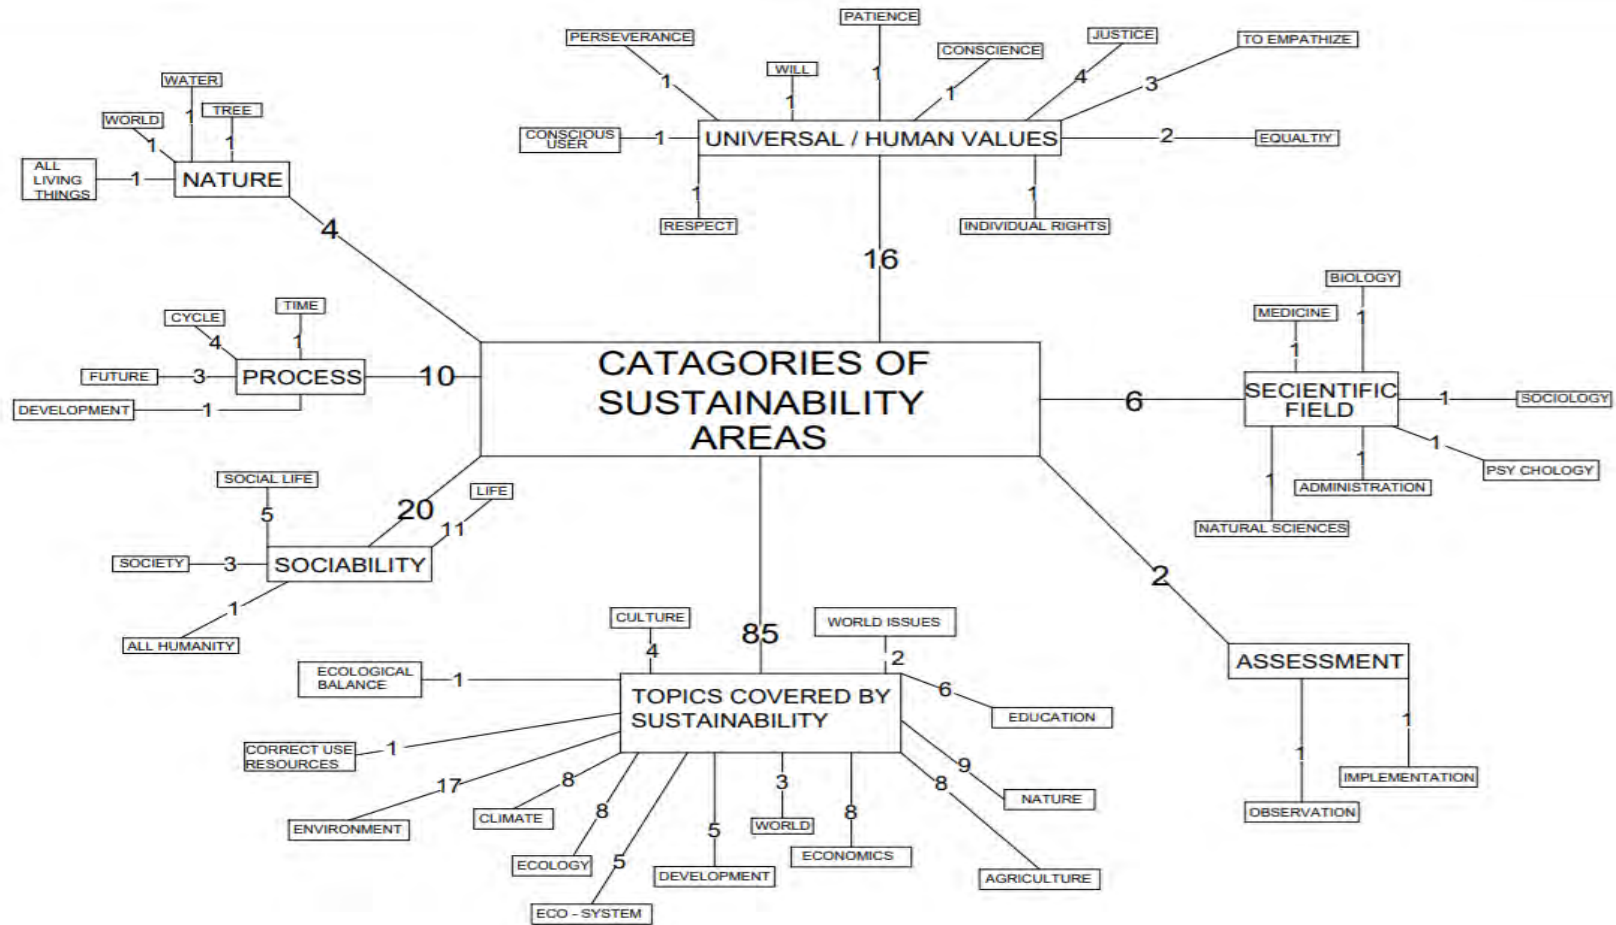 PATIENCE
PERSEVERANCE
JUSTICE
TO EMPATHIZE
CONSCIENCE
WILL
1
1
1
1
4
3
CONSCIOUS
USER
1
UNIVERSAL / HUMAN VALUES
2
EQUALTIY
1
1
RESPECT
INDIVIDUAL RIGHTS
16
WATER
TREE
WORLD
1
1
1
ALL
LIVING
THINGS
1
NATURE
4
TIME
CYCLE
4
1
FUTURE
3
PROCESS
10
DEVELOPMENT
1
CATAGORIES OF
SUSTAINABILITY
AREAS
BIOLOGY
MEDICINE
1
1
6
SECIENTIFIC
FIELD
1
SOCIOLOGY
1
PSY CHOLOGY
1
ADMINISTRATION
1
NATURAL SCIENCES
SOCIAL LIFE
LIFE
5
20
11
SOCIETY
3
SOCIABILITY
1
ALL HUMANITY
2
ASSESSMENT
1
1
IMPLEMENTATION
OBSERVATION
85
CULTURE
WORLD ISSUES
4
2
ECOLOGICAL
BALANCE
1
TOPICS COVERED BY
SUSTAINABILITY
6
EDUCATION
CORRECT USE
RESOURCES
1
9
NATURE
17
ENVIRONMENT
8
CLIMATE
8
ECOLOGY
5
ECO - SYSTEM
5
DEVELOPMENT
3
WORLD
8
ECONOMICS
8
AGRICULTURE